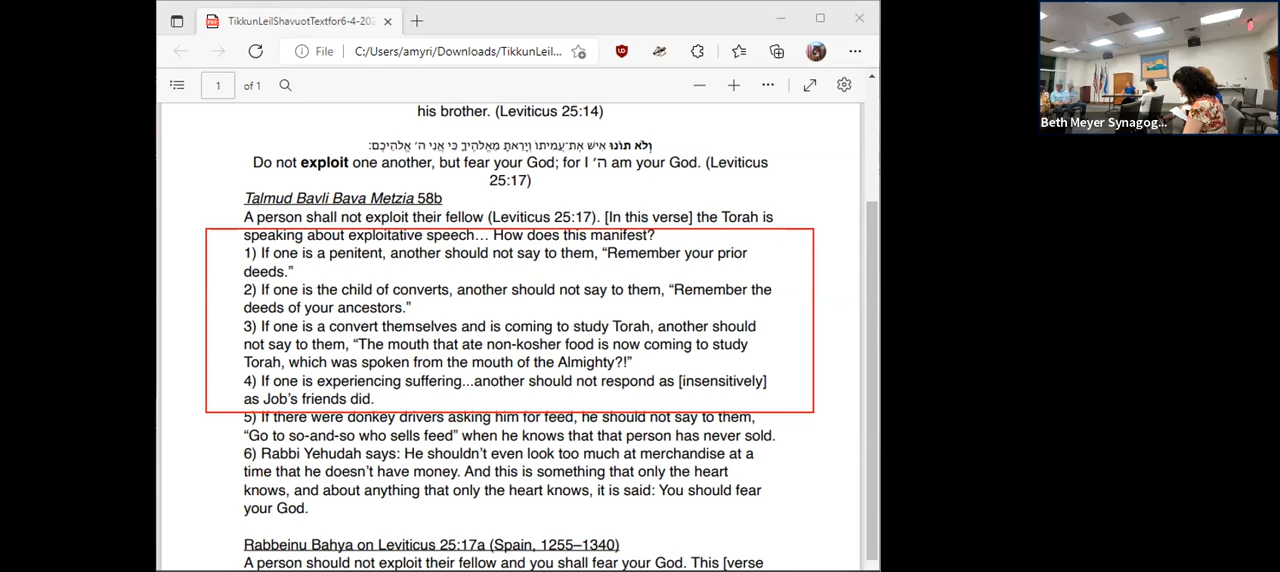 TikkunLeilShavuotTextfor6-4-202
File
C:/Users/amyri/Downloads/TikkunLeil...
1 of 1
Beth Meyer Synagog...
his brother. (Leviticus 25:14)
וְלֹא תוֹנוּ אִישׁ אֶת־עֲמִיתוֹ וְיָרֵאתָ מֵאֱלֹהֶיךָ כִּי אֲנִי ה׳ אֱלֹהֵיכֶם:
Do not exploit one another, but fear your God; for I ה׳ am your God. (Leviticus
25:17)
Talmud Bavli Bava Metzia 58b
A person shall not exploit their fellow (Leviticus 25:17). [In this verse] the Torah is
speaking about exploitative speech… How does this manifest?
1) If one is a penitent, another should not say to them, “Remember your prior
deeds.”
2) If one is the child of converts, another should not say to them, “Remember the
deeds of your ancestors.”
3) If one is a convert themselves and is coming to study Torah, another should
not say to them, “The mouth that ate non-kosher food is now coming to study
Torah, which was spoken from the mouth of the Almighty?!”
4) If one is experiencing suffering...another should not respond as [insensitively]
as Job’s friends did.
5) If there were donkey drivers asking him for feed, he should not say to them,
“Go to so-and-so who sells feed” when he knows that that person has never sold.
6) Rabbi Yehudah says: He shouldn’t even look too much at merchandise at a
time that he doesn’t have money. And this is something that only the heart
knows, and about anything that only the heart knows, it is said: You should fear
your God.
Rabbeinu Bahya on Leviticus 25:17a (Spain, 1255–1340)
A person should not exploit their fellow and you shall fear your God. This [verse